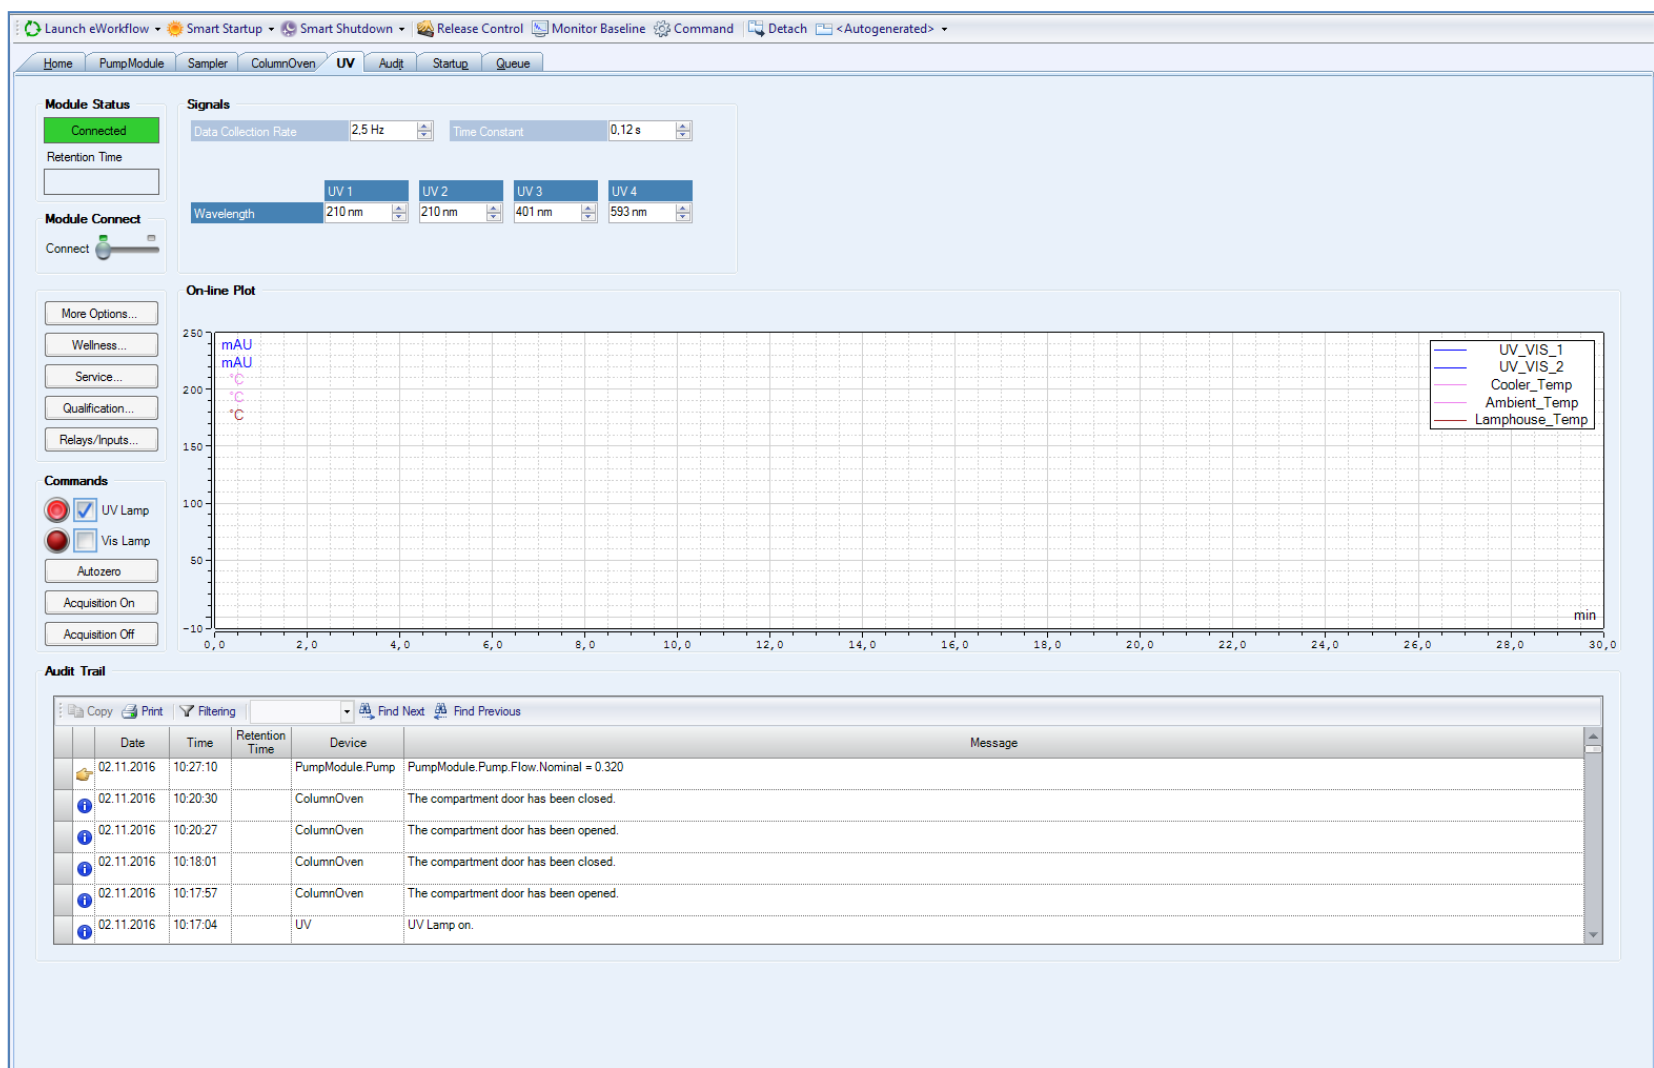 Launch eWorkflow Smart Startup Smart Shutdown Release Control Monitor Baseline Command Detach <Autogenerated>
Home PumpModule Sampler ColumnOven UV Audit Startup Queue
Module Status
Connected
Retention Time
Module Connect
Connect
Signals
Data Collection Rate 2,5 Hz Time Constant 0,12 s
UV 1 UV 2 UV 3 UV 4
Wavelength 210 nm 210 nm 401 nm 593 nm
More Options...
Wellness...
Service...
Qualification...
Relays/Inputs...
Commands
UV Lamp
Vis Lamp
Autozero
Acquisition On
Acquisition Off
On-line Plot
250
200
150
100
50
-10
mAU
mAU
°C
°C
°C
UV_VIS_1
UV_VIS_2
Cooler_Temp
Ambient_Temp
Lamphouse_Temp
min
0,0 2,0 4,0 6,0 8,0 10,0 12,0 14,0 16,0 18,0 20,0 22,0 24,0 26,0 28,0 30,0
Audit Trail
Copy Print Filtering Find Next Find Previous
Date Time Retention Time Device Message
02.11.2016 10:27:10 PumpModule.Pump PumpModule.Pump.Flow.Nominal = 0.320
02.11.2016 10:20:30 ColumnOven The compartment door has been closed.
02.11.2016 10:20:27 ColumnOven The compartment door has been opened.
02.11.2016 10:18:01 ColumnOven The compartment door has been closed.
02.11.2016 10:17:57 ColumnOven The compartment door has been opened.
02.11.2016 10:17:04 UV UV Lamp on.